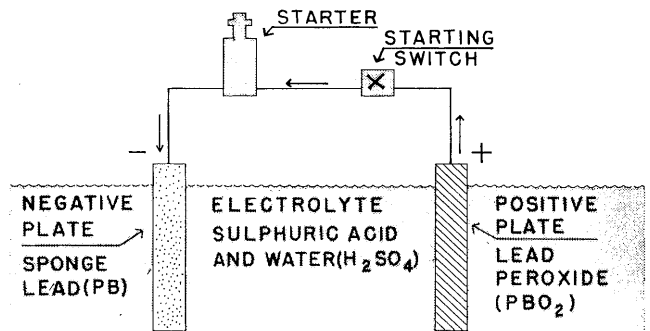 STARTER
STARTING
SWITCH
−
+
NEGATIVE
PLATE
SPONGE
LEAD(PB)
ELECTROLYTE
SULPHURIC ACID
AND WATER(H₂SO₄)
POSITIVE
PLATE
LEAD
PEROXIDE
(PBO₂)